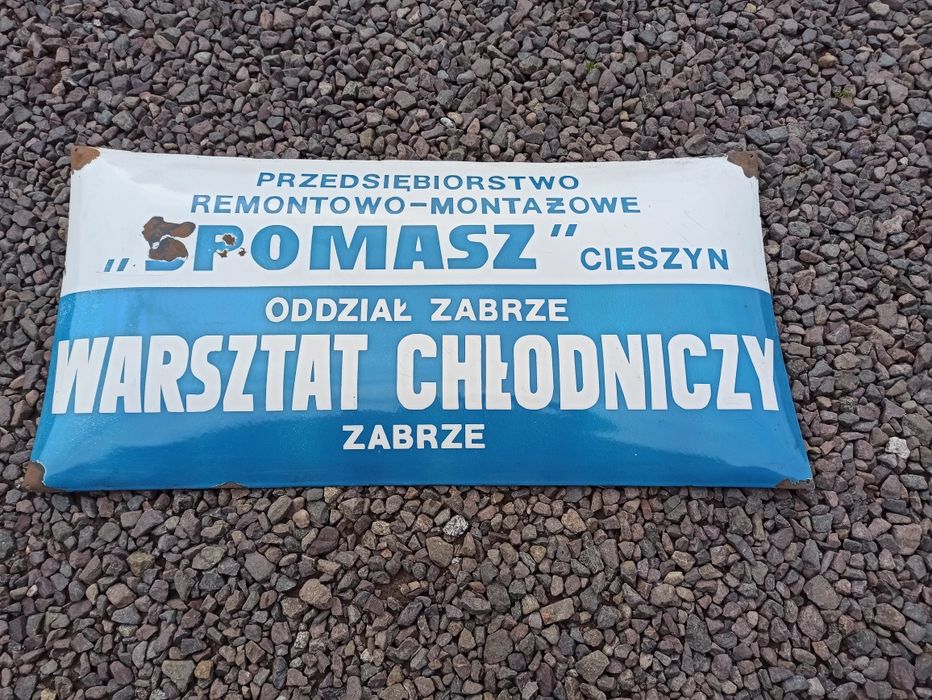 PRZEDSIĘBIORSTWO
REMONTOWO-MONTAŻOWE
„SPOMASZ" CIESZYN
ODDZIAŁ ZABRZE
WARSZTAT CHŁODNICZY
ZABRZE